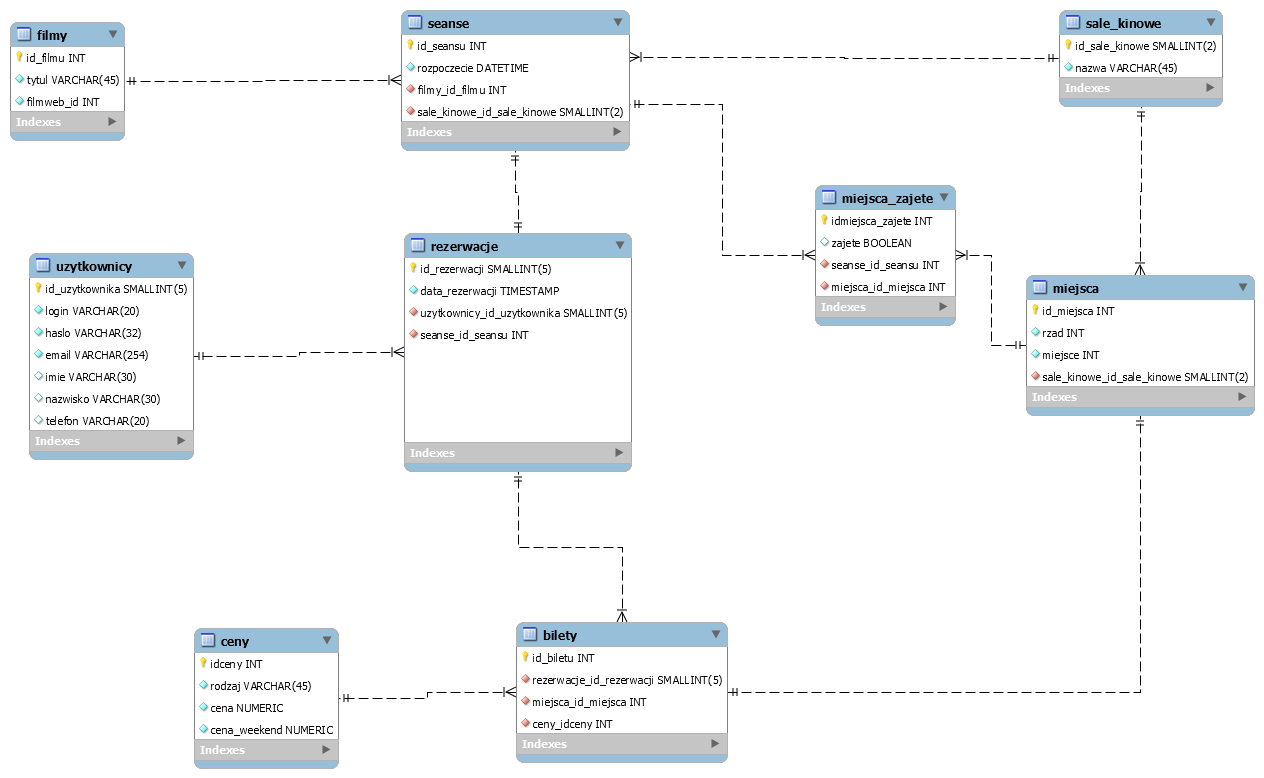 filmy
id_filmu INT
tytul VARCHAR(45)
filmweb_id INT
Indexes
seanse
id_seansu INT
rozpoczecie DATETIME
filmy_id_filmu INT
sale_kinowe_id_sale_kinowe SMALLINT(2)
Indexes
sale_kinowe
id_sale_kinowe SMALLINT(2)
nazwa VARCHAR(45)
Indexes
miejsca_zajete
idmiejsca_zajete INT
zajete BOOLEAN
seanse_id_seansu INT
miejsca_id_miejsca INT
Indexes
uzytkownicy
id_uzytkownika SMALLINT(5)
login VARCHAR(20)
haslo VARCHAR(32)
email VARCHAR(254)
imie VARCHAR(30)
nazwisko VARCHAR(30)
telefon VARCHAR(20)
Indexes
rezerwacje
id_rezerwacji SMALLINT(5)
data_rezerwacji TIMESTAMP
uzytkownicy_id_uzytkownika SMALLINT(5)
seanse_id_seansu INT
Indexes
miejsca
id_miejsca INT
rzad INT
miejsce INT
sale_kinowe_id_sale_kinowe SMALLINT(2)
Indexes
ceny
idceny INT
rodzaj VARCHAR(45)
cena NUMERIC
cena_weekend NUMERIC
Indexes
bilety
id_biletu INT
rezerwacje_id_rezerwacji SMALLINT(5)
miejsca_id_miejsca INT
ceny_idceny INT
Indexes